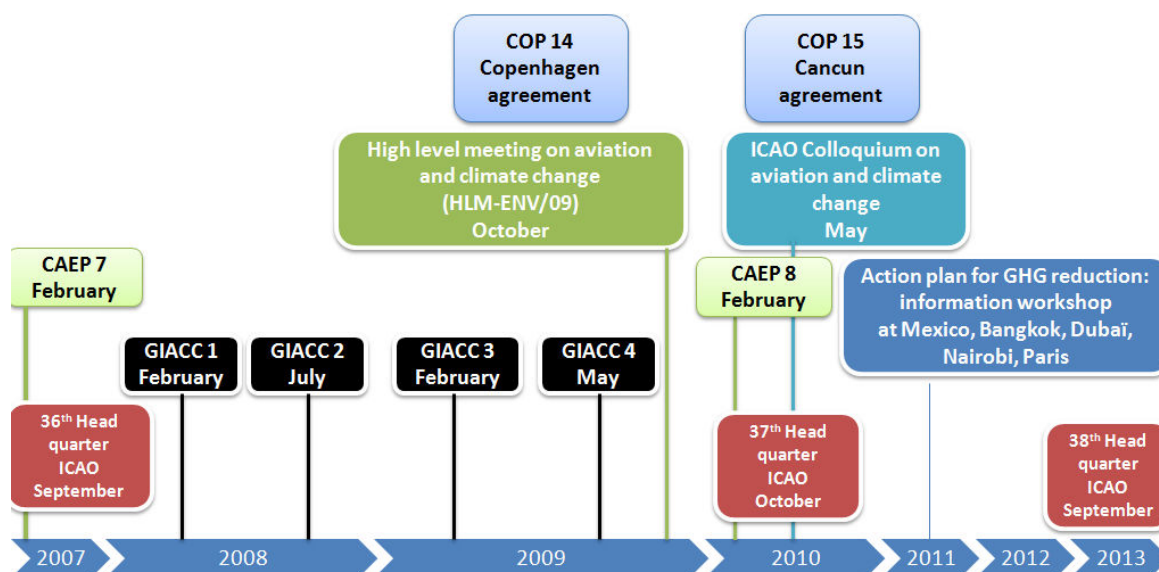 COP 14
Copenhagen
agreement
COP 15
Cancun
agreement
High level meeting on aviation
and climate change
(HLM-ENV/09)
October
ICAO Colloquium on
aviation and climate
change
May
CAEP 7
February
CAEP 8
February
Action plan for GHG reduction:
information workshop
at Mexico, Bangkok, Dubaï,
Nairobi, Paris
GIACC 1
February
GIACC 2
July
GIACC 3
February
GIACC 4
May
36th Head
quarter
ICAO
September
37th Head
quarter
ICAO
October
38th Head
quarter
ICAO
September
2007
2008
2009
2010
2011
2012
2013